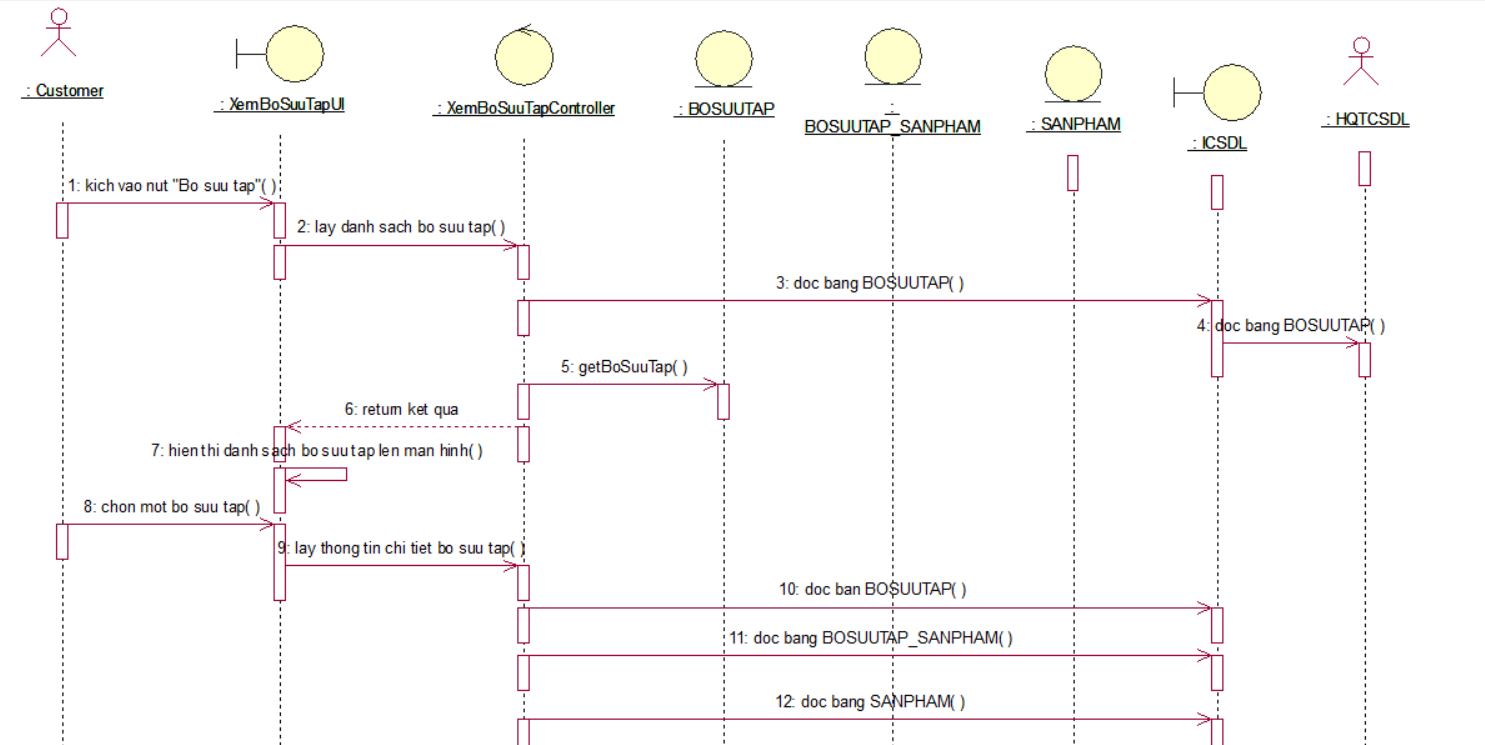 : Customer
: XemBoSuuTapUI
: XemBoSuuTapController
: BOSUUTAP
:
BOSUUTAP_SANPHAM
: SANPHAM
: ICSDL
: HQTCSDL
1: kich vao nut "Bo suu tap"( )
2: lay danh sach bo suu tap( )
3: doc bang BOSUUTAP( )
4: doc bang BOSUUTAP( )
5: getBoSuuTap( )
6: return ket qua
7: hien thi danh sach bo suu tap len man hinh( )
8: chon mot bo suu tap( )
9: lay thong tin chi tiet bo suu tap( )
10: doc ban BOSUUTAP( )
11: doc bang BOSUUTAP_SANPHAM( )
12: doc bang SANPHAM( )